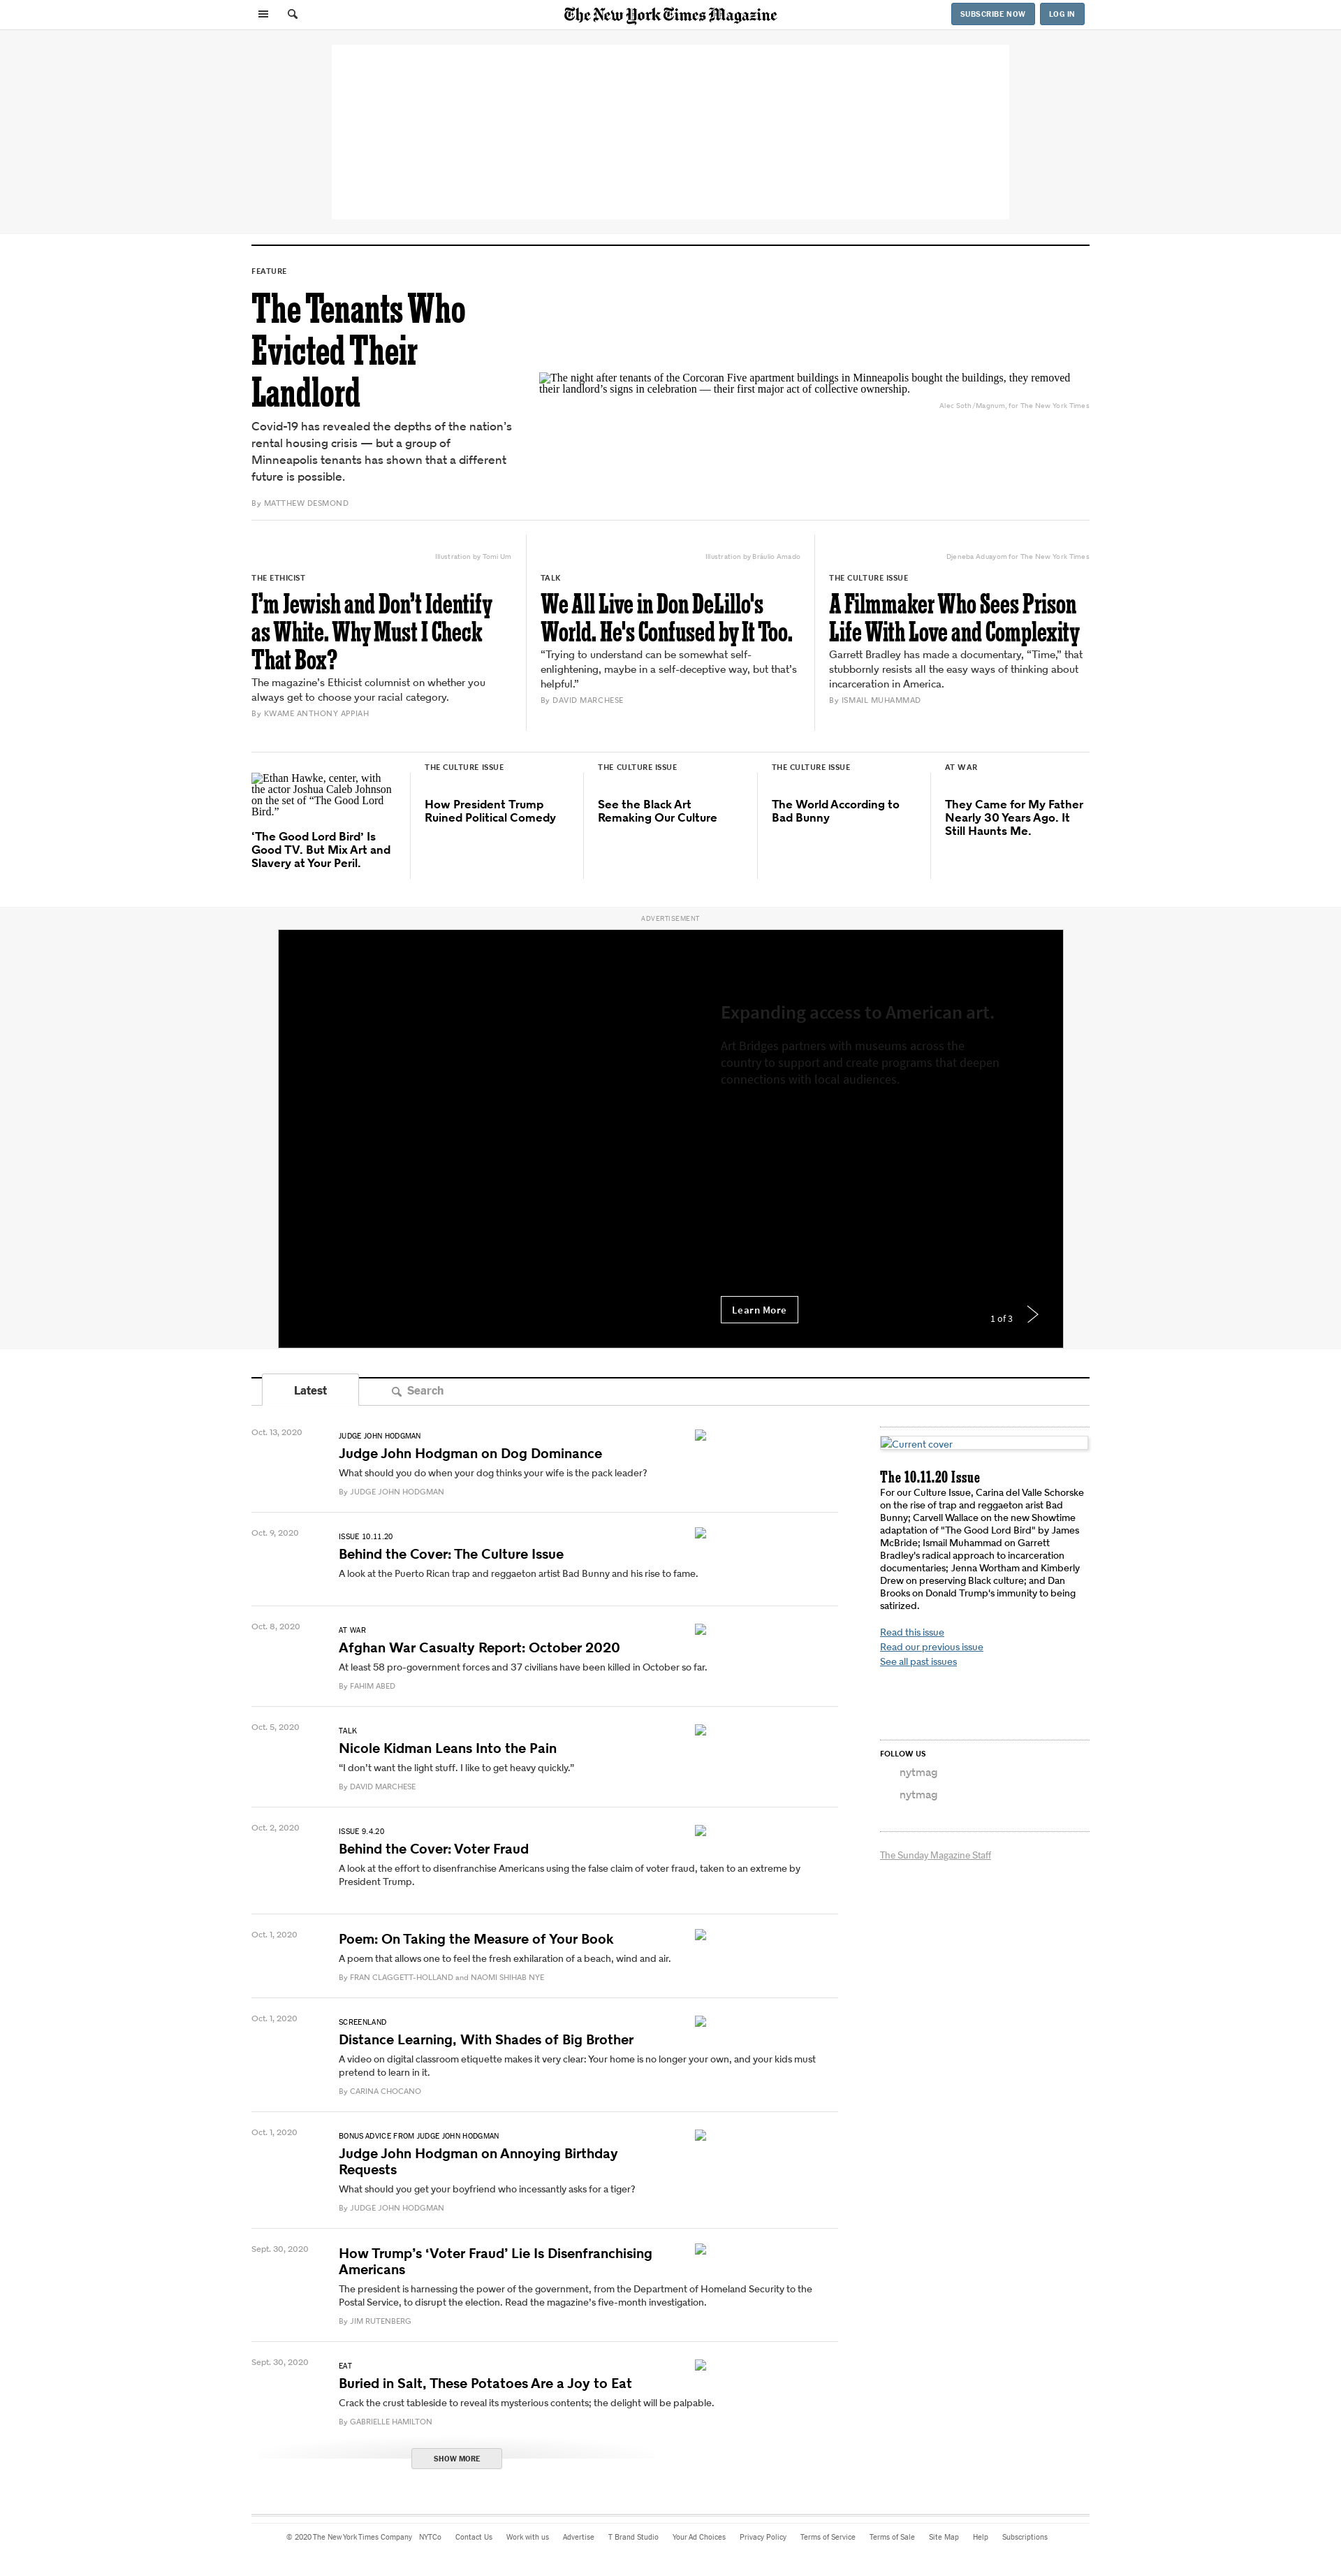 The New York Times Magazine
SUBSCRIBE NOW
LOG IN
FEATURE
The Tenants Who
Evicted Their
Landlord
Covid-19 has revealed the depths of the nation's
rental housing crisis — but a group of
Minneapolis tenants has shown that a different
future is possible.
By MATTHEW DESMOND
The night after tenants of the Corcoran Five apartment buildings in Minneapolis bought the buildings, they removed
their landlord's signs in celebration — their first major act of collective ownership.
Alec Soth/Magnum, for The New York Times
Illustration by Tomi Um
THE ETHICIST
I'm Jewish and Don't Identify
as White. Why Must I Check
That Box?
The magazine's Ethicist columnist on whether you
always get to choose your racial category.
By KWAME ANTHONY APPIAH
Illustration by Bráulio Amado
TALK
We All Live in Don DeLillo's
World. He's Confused by It Too.
“Trying to understand can be somewhat self-
enlightening, maybe in a self-deceptive way, but that's
helpful.”
By DAVID MARCHESE
Djeneba Aduayom for The New York Times
THE CULTURE ISSUE
A Filmmaker Who Sees Prison
Life With Love and Complexity
Garrett Bradley has made a documentary, “Time,” that
stubbornly resists all the easy ways of thinking about
incarceration in America.
By ISMAIL MUHAMMAD
Ethan Hawke, center, with
the actor Joshua Caleb Johnson
on the set of “The Good Lord
Bird.”
‘The Good Lord Bird’ Is
Good TV. But Mix Art and
Slavery at Your Peril.
THE CULTURE ISSUE
How President Trump
Ruined Political Comedy
THE CULTURE ISSUE
See the Black Art
Remaking Our Culture
THE CULTURE ISSUE
The World According to
Bad Bunny
AT WAR
They Came for My Father
Nearly 30 Years Ago. It
Still Haunts Me.
ADVERTISEMENT
Expanding access to American art.
Art Bridges partners with museums across the
country to support and create programs that deepen
connections with local audiences.
Learn More
1 of 3
Latest
Search
Oct. 13, 2020
JUDGE JOHN HODGMAN
Judge John Hodgman on Dog Dominance
What should you do when your dog thinks your wife is the pack leader?
By JUDGE JOHN HODGMAN
Oct. 9, 2020
ISSUE 10.11.20
Behind the Cover: The Culture Issue
A look at the Puerto Rican trap and reggaeton artist Bad Bunny and his rise to fame.
Oct. 8, 2020
AT WAR
Afghan War Casualty Report: October 2020
At least 58 pro-government forces and 37 civilians have been killed in October so far.
By FAHIM ABED
Oct. 5, 2020
TALK
Nicole Kidman Leans Into the Pain
“I don't want the light stuff. I like to get heavy quickly.”
By DAVID MARCHESE
Oct. 2, 2020
ISSUE 9.4.20
Behind the Cover: Voter Fraud
A look at the effort to disenfranchise Americans using the false claim of voter fraud, taken to an extreme by
President Trump.
Oct. 1, 2020
Poem: On Taking the Measure of Your Book
A poem that allows one to feel the fresh exhilaration of a beach, wind and air.
By FRAN CLAGGETT-HOLLAND and NAOMI SHIHAB NYE
Oct. 1, 2020
SCREENLAND
Distance Learning, With Shades of Big Brother
A video on digital classroom etiquette makes it very clear: Your home is no longer your own, and your kids must
pretend to learn in it.
By CARINA CHOCANO
Oct. 1, 2020
BONUS ADVICE FROM JUDGE JOHN HODGMAN
Judge John Hodgman on Annoying Birthday
Requests
What should you get your boyfriend who incessantly asks for a tiger?
By JUDGE JOHN HODGMAN
Sept. 30, 2020
How Trump's ‘Voter Fraud’ Lie Is Disenfranchising
Americans
The president is harnessing the power of the government, from the Department of Homeland Security to the
Postal Service, to disrupt the election. Read the magazine's five-month investigation.
By JIM RUTENBERG
Sept. 30, 2020
EAT
Buried in Salt, These Potatoes Are a Joy to Eat
Crack the crust tableside to reveal its mysterious contents; the delight will be palpable.
By GABRIELLE HAMILTON
SHOW MORE
Current cover
The 10.11.20 Issue
For our Culture Issue, Carina del Valle Schorske
on the rise of trap and reggaeton arist Bad
Bunny; Carvell Wallace on the new Showtime
adaptation of "The Good Lord Bird" by James
McBride; Ismail Muhammad on Garrett
Bradley's radical approach to incarceration
documentaries; Jenna Wortham and Kimberly
Drew on preserving Black culture; and Dan
Brooks on Donald Trump's immunity to being
satirized.
Read this issue
Read our previous issue
See all past issues
FOLLOW US
nytmag
nytmag
The Sunday Magazine Staff
© 2020 The New York Times Company NYTCo Contact Us Work with us Advertise T Brand Studio Your Ad Choices Privacy Policy Terms of Service Terms of Sale Site Map Help Subscriptions